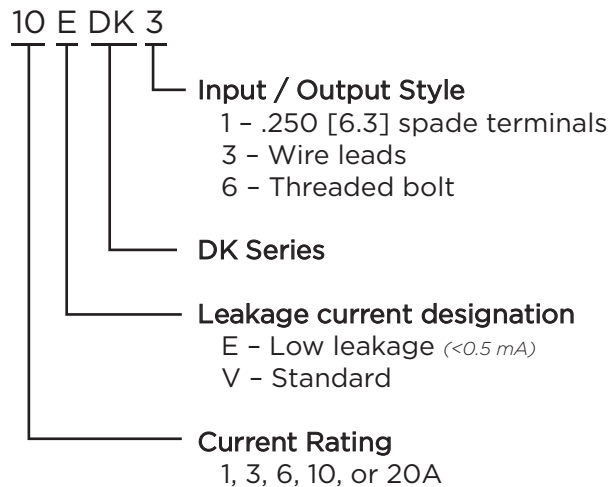 10 E DK 3
Input / Output Style
1 – .250 [6.3] spade terminals
3 – Wire leads
6 – Threaded bolt
DK Series
Leakage current designation
E – Low leakage (<0.5 mA)
V – Standard
Current Rating
1, 3, 6, 10, or 20A